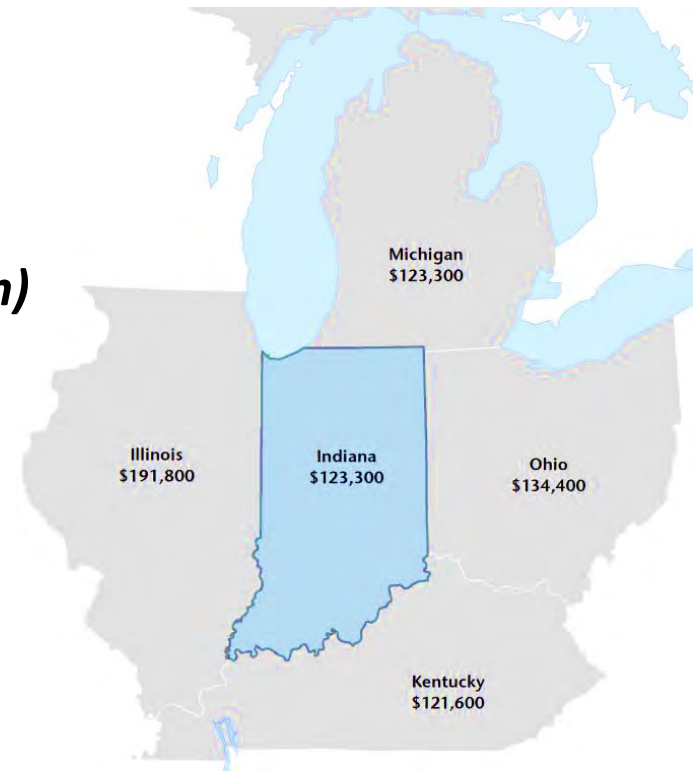 Michigan
$123,300
Illinois
$191,800
Indiana
$123,300
Ohio
$134,400
Kentucky
$121,600